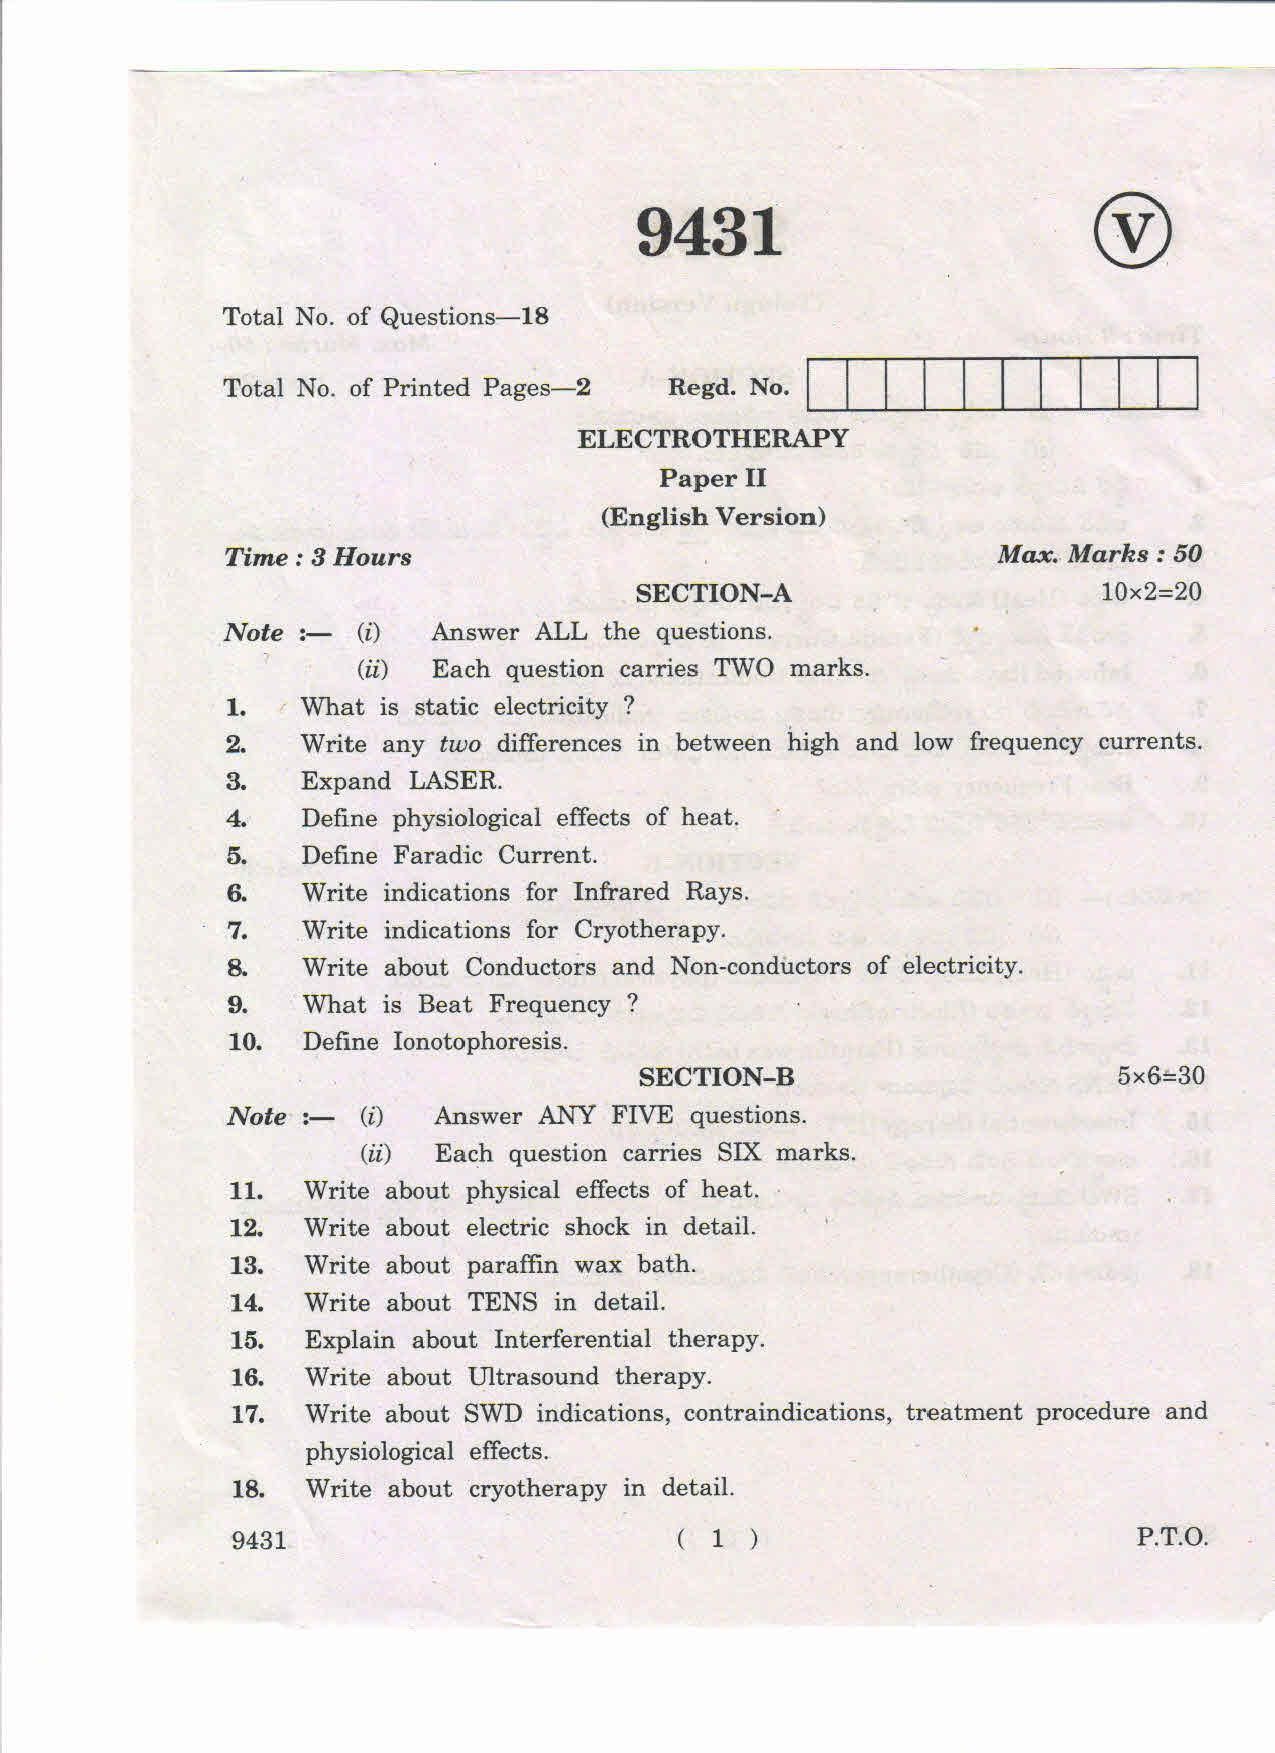 9431
V
Total No. of Questions—18
Total No. of Printed Pages—2 Regd. No.
ELECTROTHERAPY
Paper II
(English Version)
Time : 3 Hours Max. Marks : 50
SECTION–A 10×2=20
Note :— (i) Answer ALL the questions.
(ii) Each question carries TWO marks.
1. What is static electricity ?
2. Write any two differences in between high and low frequency currents.
3. Expand LASER.
4. Define physiological effects of heat.
5. Define Faradic Current.
6. Write indications for Infrared Rays.
7. Write indications for Cryotherapy.
8. Write about Conductors and Non-conductors of electricity.
9. What is Beat Frequency ?
10. Define Ionotophoresis.
SECTION–B 5×6=30
Note :— (i) Answer ANY FIVE questions.
(ii) Each question carries SIX marks.
11. Write about physical effects of heat.
12. Write about electric shock in detail.
13. Write about paraffin wax bath.
14. Write about TENS in detail.
15. Explain about Interferential therapy.
16. Write about Ultrasound therapy.
17. Write about SWD indications, contraindications, treatment procedure and
physiological effects.
18. Write about cryotherapy in detail.
9431 ( 1 ) P.T.O.